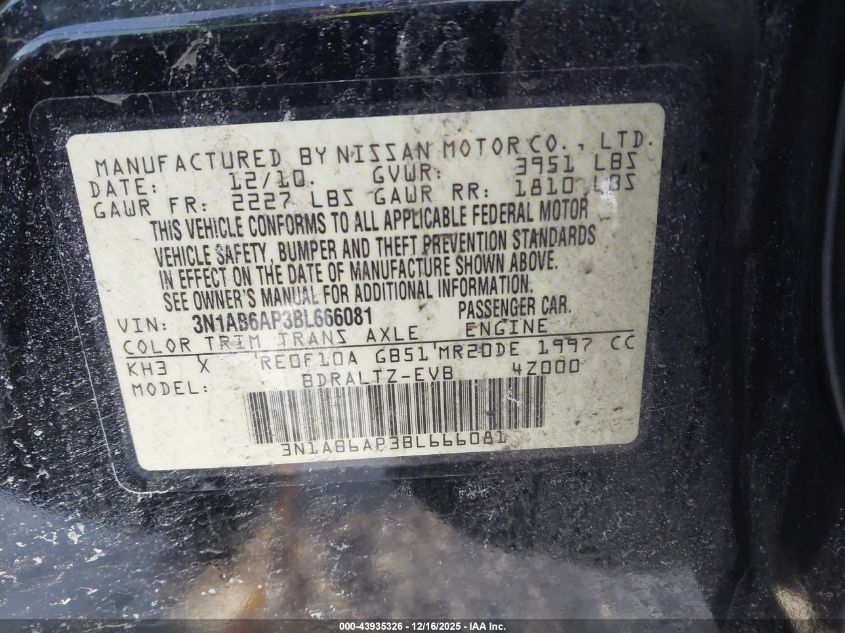 MANUFACTURED BY NISSAN MOTOR CO., LTD.
DATE: 12/10. GVWR: 3951 LBS
GAWR FR: 2227 LBS GAWR RR: 1810 LBS
THIS VEHICLE CONFORMS TO ALL APPLICABLE FEDERAL MOTOR
VEHICLE SAFETY, BUMPER AND THEFT PREVENTION STANDARDS
IN EFFECT ON THE DATE OF MANUFACTURE SHOWN ABOVE.
SEE OWNER'S MANUAL FOR ADDITIONAL INFORMATION.
VIN: 3N1AB6AP3BL666081 PASSENGER CAR.
COLOR TRIM TRANS AXLE ENGINE
KH3 X RE0F10A GB51 MR20DE 1997 CC
MODEL: BDRALTZ-EVB 4Z000
3N1AB6AP3BL666081
000-43935326 - 12/16/2025 - IAA Inc.